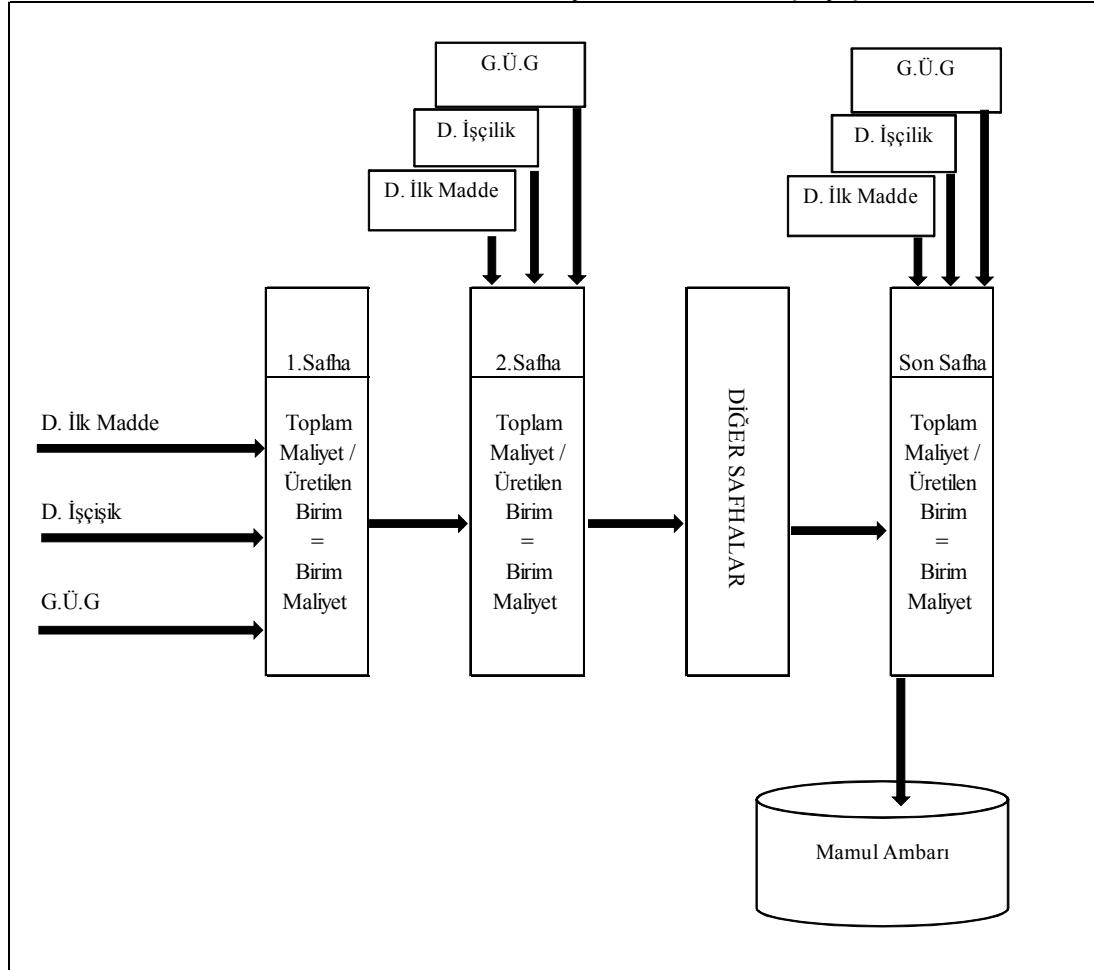 G.Ü.G
D. İşçilik
D. İlk Madde
G.Ü.G
D. İşçilik
D. İlk Madde
D. İlk Madde
D. İşçişik
G.Ü.G
1.Safha
Toplam
Maliyet /
Üretilen
Birim
=
Birim
Maliyet
2.Safha
Toplam
Maliyet /
Üretilen
Birim
=
Birim
Maliyet
DİĞER SAFHALAR
Son Safha
Toplam
Maliyet /
Üretilen
Birim
=
Birim
Maliyet
Mamul Ambarı